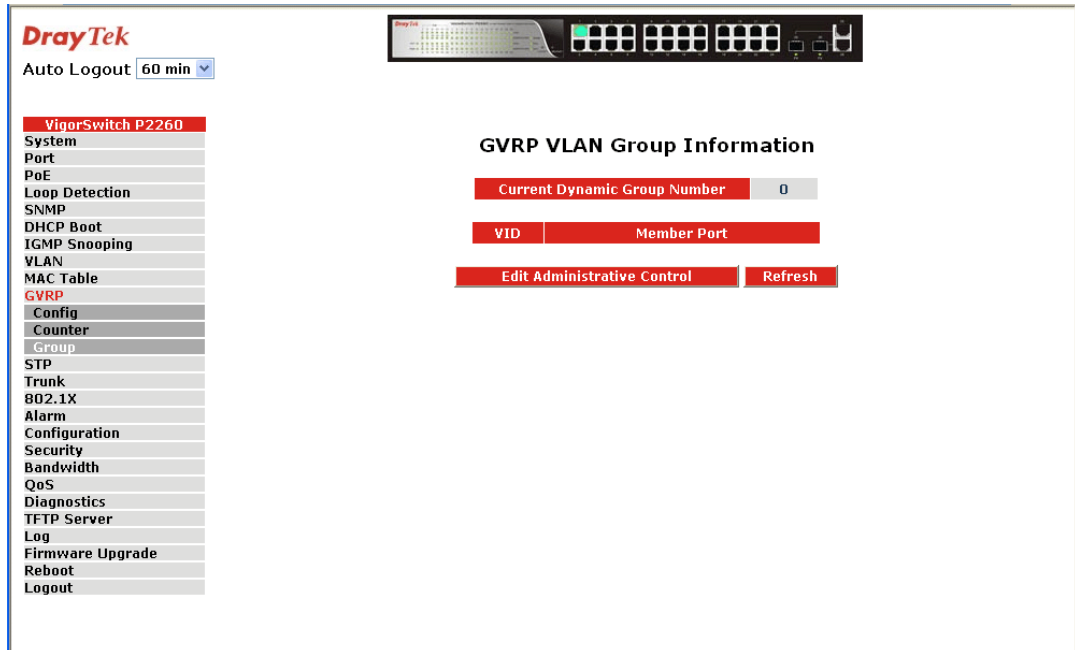 DrayTek
Auto Logout 60 min
VigorSwitch P2260
System
Port
PoE
Loop Detection
SNMP
DHCP Boot
IGMP Snooping
VLAN
MAC Table
GVRP
Config
Counter
Group
STP
Trunk
802.1X
Alarm
Configuration
Security
Bandwidth
QoS
Diagnostics
TFTP Server
Log
Firmware Upgrade
Reboot
Logout
GVRP VLAN Group Information
Current Dynamic Group Number 0
VID Member Port
Edit Administrative Control Refresh